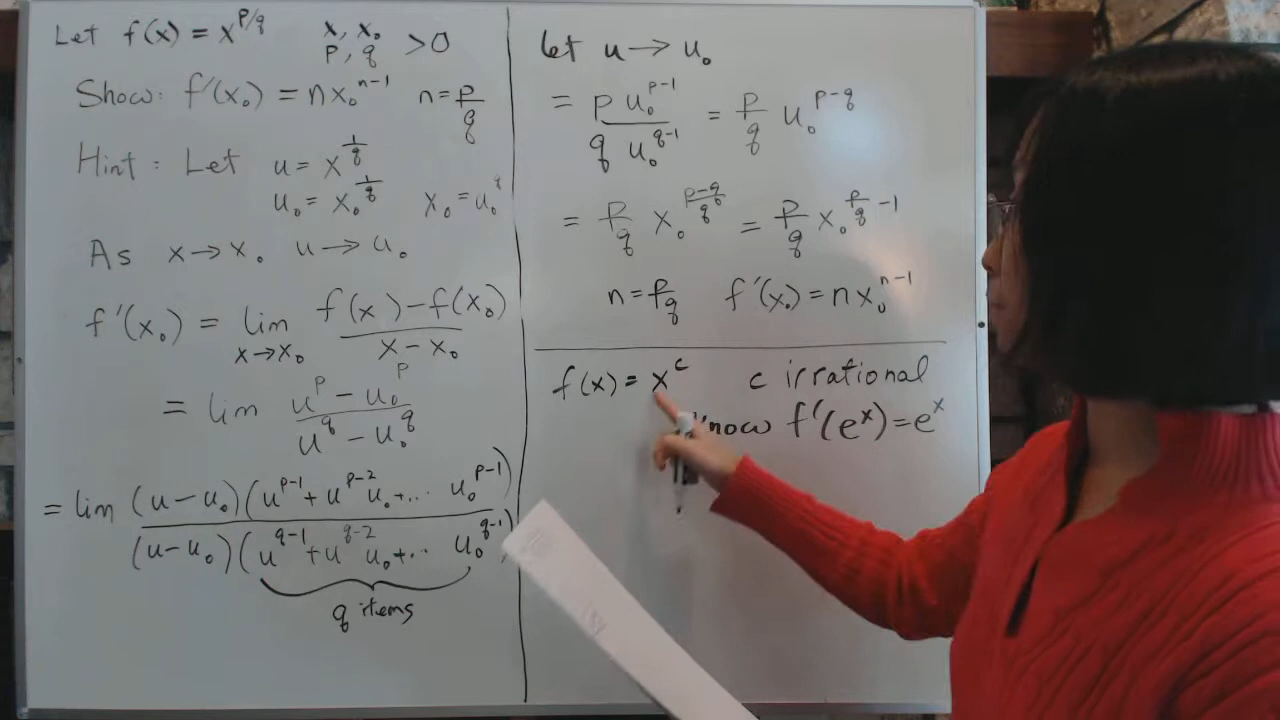 Let f(x) = x^{p/q} x, x₀, p, q > 0
Show: f'(x₀) = n x₀^{n-1} n = p/q
Hint: Let u = x^{1/q}
u₀ = x₀^{1/q} x₀ = u₀^q
As x → x₀ u → u₀
f'(x₀) = lim_{x→x₀} (f(x) - f(x₀))/(x - x₀)
= lim (u^p - u₀^p)/(u^q - u₀^q)
= lim ((u - u₀)(u^{p-1} + u^{p-2} u₀ + ... u₀^{p-1}))/((u - u₀)(u^{q-1} + u^{q-2} u₀ + ... u₀^{q-1}))
q items
let u → u₀
= (p u₀^{p-1})/(q u₀^{q-1}) = p/q u₀^{p-q}
= p/q x₀^{(p-q)/q} = p/q x₀^{p/q - 1}
n = p/q f'(x₀) = n x₀^{n-1}
f(x) = x^c c irrational
f'(e^x) = e^x